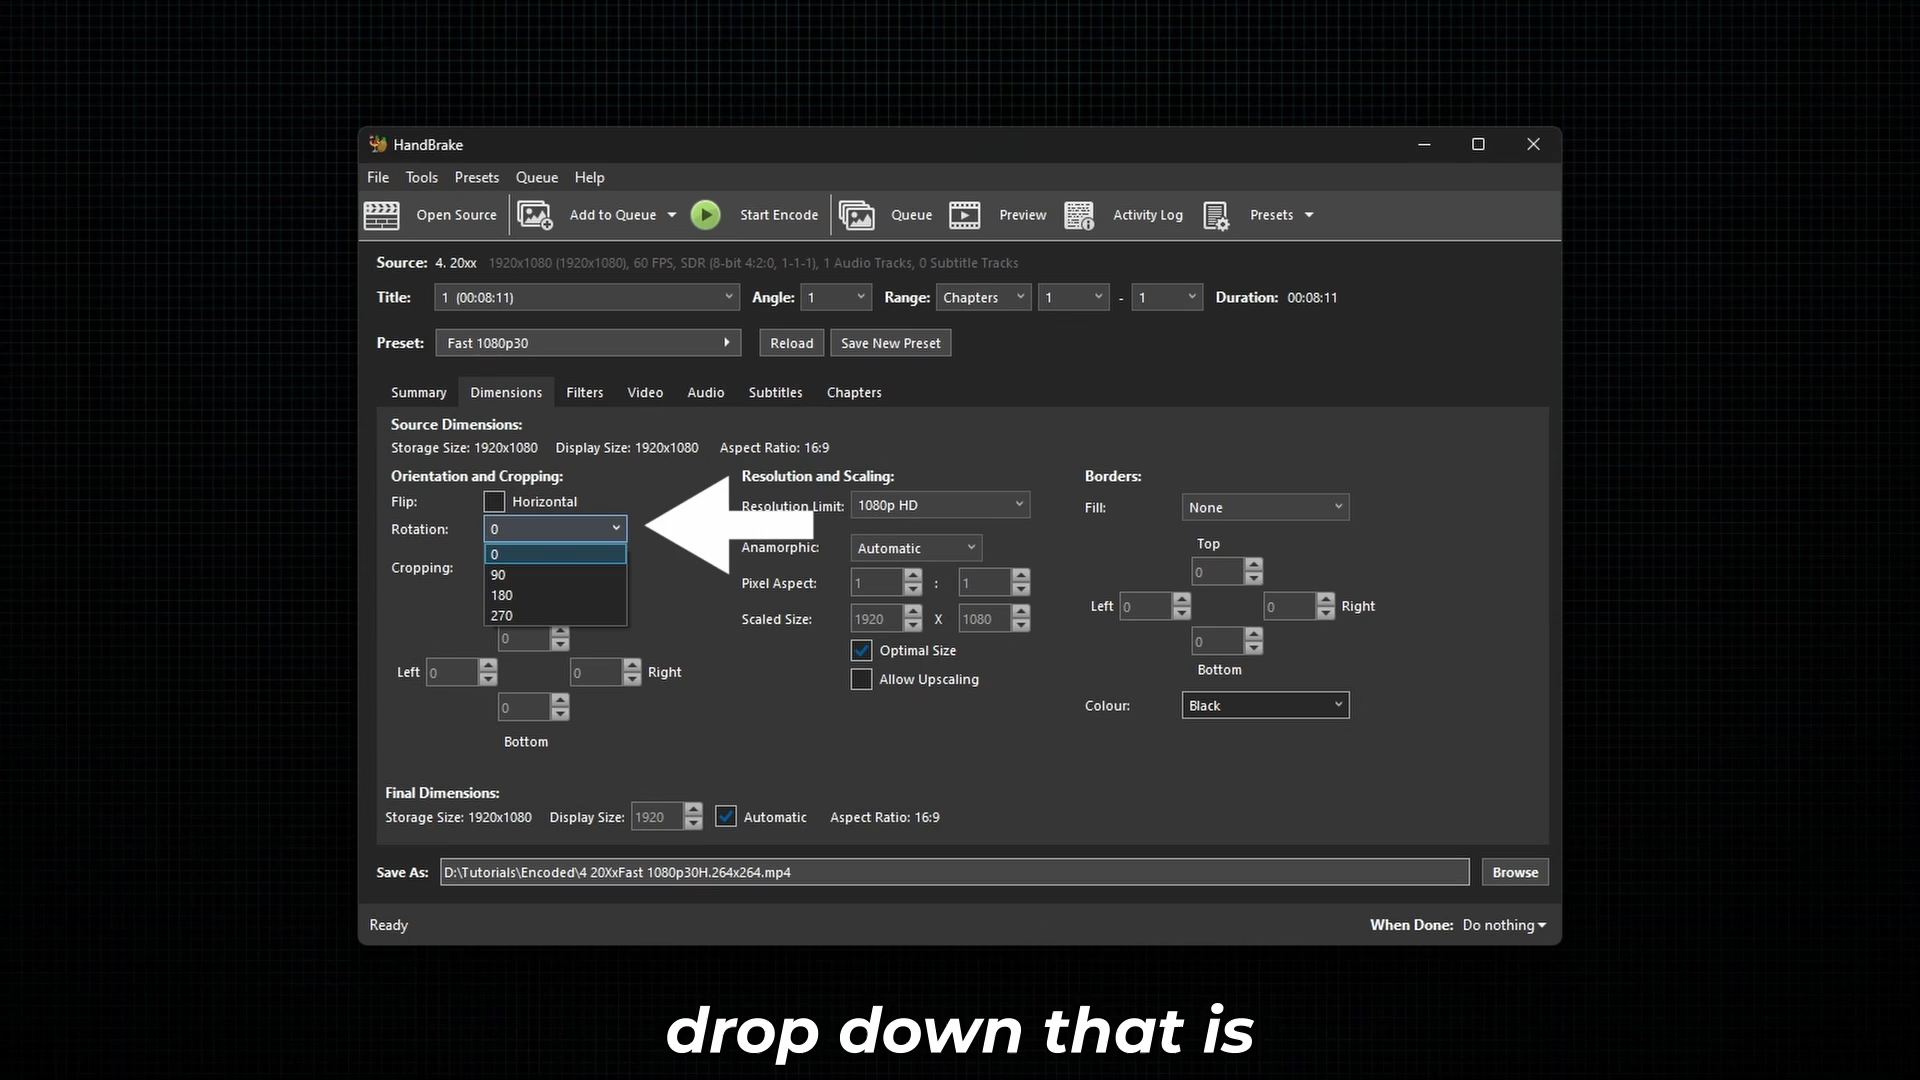 HandBrake
File Tools Presets Queue Help
Open Source Add to Queue Start Encode Queue Preview Activity Log Presets
Source: 4. 20xx 1920x1080 (1920x1080), 60 FPS, SDR (8-bit 4:2:0, 1-1-1), 1 Audio Tracks, 0 Subtitle Tracks
Title: 1 (00:08:11) Angle: 1 Range: Chapters 1 - 1 Duration: 00:08:11
Preset: Fast 1080p30 Reload Save New Preset
Summary Dimensions Filters Video Audio Subtitles Chapters
Source Dimensions:
Storage Size: 1920x1080 Display Size: 1920x1080 Aspect Ratio: 16:9
Orientation and Cropping:
Flip: Horizontal
Rotation: 0
0
90
Cropping:
180
270
0
Left 0 0 Right
0
Bottom
Resolution and Scaling:
Resolution Limit: 1080p HD
Anamorphic: Automatic
Pixel Aspect: 1 : 1
Scaled Size: 1920 X 1080
Optimal Size
Allow Upscaling
Borders:
Fill: None
Top
0
Left 0 0 Right
0
Bottom
Colour: Black
Final Dimensions:
Storage Size: 1920x1080 Display Size: 1920 Automatic Aspect Ratio: 16:9
Save As: D:\Tutorials\Encoded\4 20XxFast 1080p30H.264x264.mp4 Browse
Ready When Done: Do nothing
drop down that is